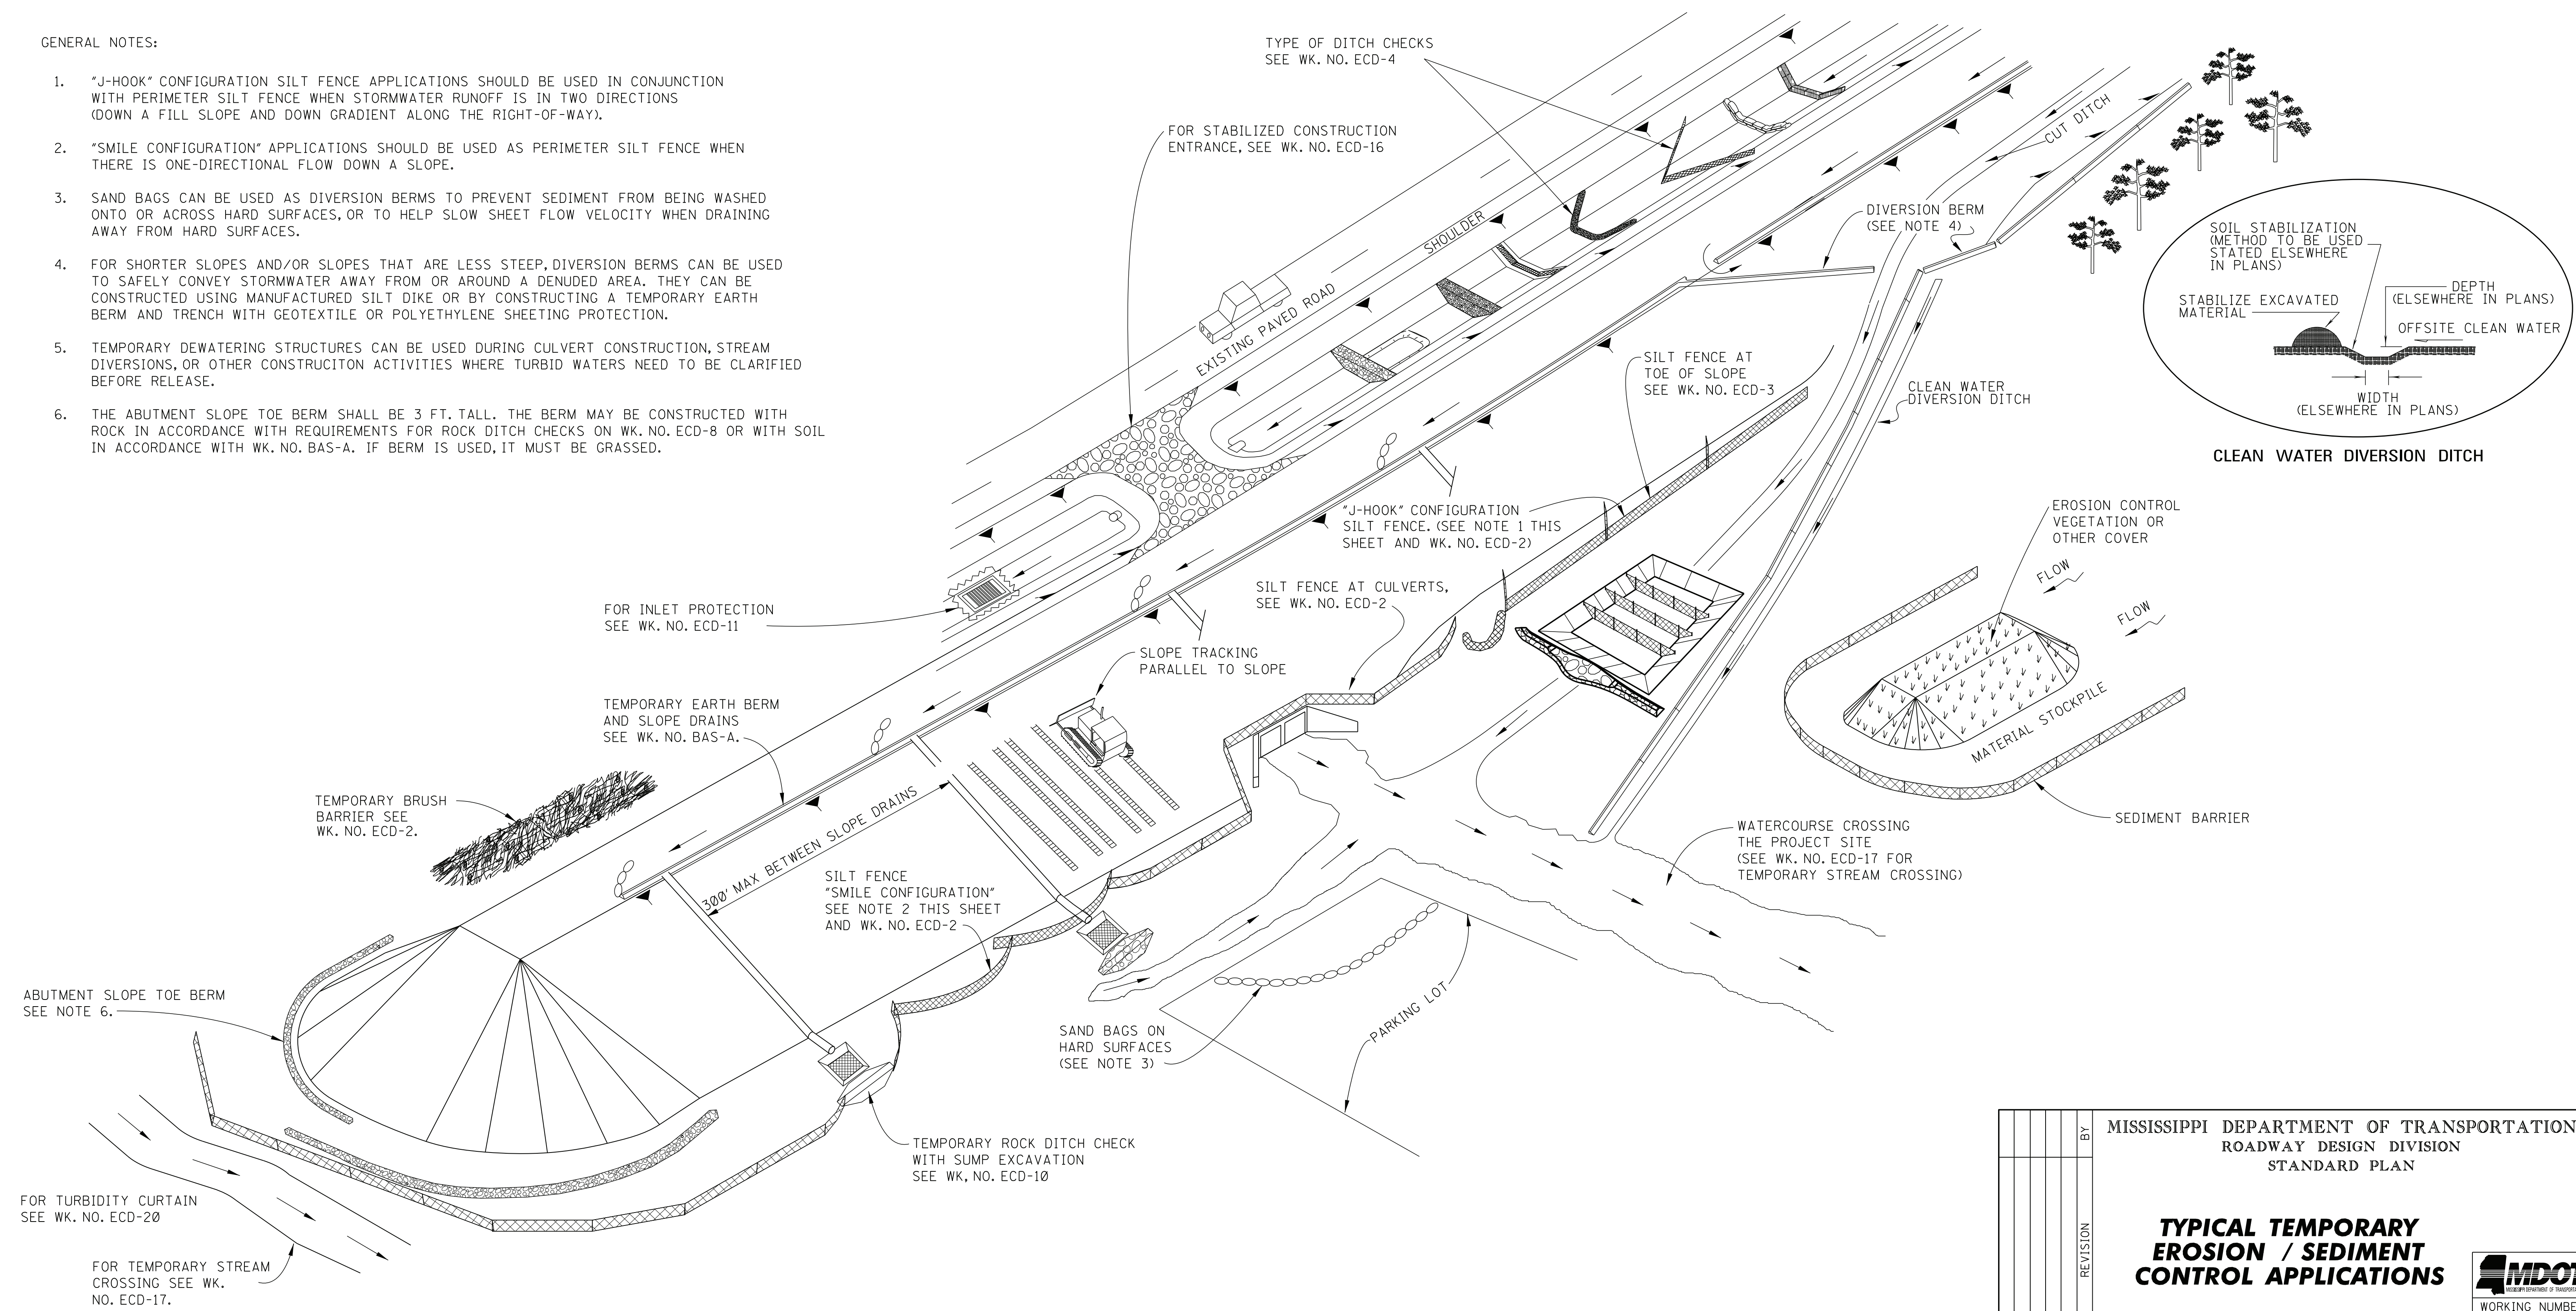 GENERAL NOTES:
1. "J-HOOK" CONFIGURATION SILT FENCE APPLICATIONS SHOULD BE USED IN CONJUNCTION
WITH PERIMETER SILT FENCE WHEN STORMWATER RUNOFF IS IN TWO DIRECTIONS
(DOWN A FILL SLOPE AND DOWN GRADIENT ALONG THE RIGHT-OF-WAY).
2. "SMILE CONFIGURATION" APPLICATIONS SHOULD BE USED AS PERIMETER SILT FENCE WHEN
THERE IS ONE-DIRECTIONAL FLOW DOWN A SLOPE.
3. SAND BAGS CAN BE USED AS DIVERSION BERMS TO PREVENT SEDIMENT FROM BEING WASHED
ONTO OR ACROSS HARD SURFACES, OR TO HELP SLOW SHEET FLOW VELOCITY WHEN DRAINING
AWAY FROM HARD SURFACES.
4. FOR SHORTER SLOPES AND/OR SLOPES THAT ARE LESS STEEP, DIVERSION BERMS CAN BE USED
TO SAFELY CONVEY STORMWATER AWAY FROM OR AROUND A DENUDED AREA. THEY CAN BE
CONSTRUCTED USING MANUFACTURED SILT DIKE OR BY CONSTRUCTING A TEMPORARY EARTH
BERM AND TRENCH WITH GEOTEXTILE OR POLYETHYLENE SHEETING PROTECTION.
5. TEMPORARY DEWATERING STRUCTURES CAN BE USED DURING CULVERT CONSTRUCTION, STREAM
DIVERSIONS, OR OTHER CONSTRUCITON ACTIVITIES WHERE TURBID WATERS NEED TO BE CLARIFIED
BEFORE RELEASE.
6. THE ABUTMENT SLOPE TOE BERM SHALL BE 3 FT. TALL. THE BERM MAY BE CONSTRUCTED WITH
ROCK IN ACCORDANCE WITH REQUIREMENTS FOR ROCK DITCH CHECKS ON WK. NO. ECD-8 OR WITH SOIL
IN ACCORDANCE WITH WK. NO. BAS-A. IF BERM IS USED, IT MUST BE GRASSED.
TYPE OF DITCH CHECKS
SEE WK. NO. ECD-4
FOR STABILIZED CONSTRUCTION
ENTRANCE, SEE WK. NO. ECD-16
SHOULDER
EXISTING PAVED ROAD
CUT DITCH
DIVERSION BERM
(SEE NOTE 4)
SOIL STABILIZATION
(METHOD TO BE USED
STATED ELSEWHERE
IN PLANS)
STABILIZE EXCAVATED
MATERIAL
DEPTH
(ELSEWHERE IN PLANS)
OFFSITE CLEAN WATER
WIDTH
(ELSEWHERE IN PLANS)
CLEAN WATER DIVERSION DITCH
SILT FENCE AT
TOE OF SLOPE
SEE WK. NO. ECD-3
CLEAN WATER
DIVERSION DITCH
"J-HOOK" CONFIGURATION
SILT FENCE. (SEE NOTE 1 THIS
SHEET AND WK. NO. ECD-2)
EROSION CONTROL
VEGETATION OR
OTHER COVER
FLOW
FLOW
MATERIAL STOCKPILE
SEDIMENT BARRIER
FOR INLET PROTECTION
SEE WK. NO. ECD-11
SILT FENCE AT CULVERTS,
SEE WK. NO. ECD-2
SLOPE TRACKING
PARALLEL TO SLOPE
TEMPORARY EARTH BERM
AND SLOPE DRAINS
SEE WK. NO. BAS-A.
TEMPORARY BRUSH
BARRIER SEE
WK. NO. ECD-2.
300' MAX BETWEEN SLOPE DRAINS
WATERCOURSE CROSSING
THE PROJECT SITE
(SEE WK. NO. ECD-17 FOR
TEMPORARY STREAM CROSSING)
SILT FENCE
"SMILE CONFIGURATION"
SEE NOTE 2 THIS SHEET
AND WK. NO. ECD-2
ABUTMENT SLOPE TOE BERM
SEE NOTE 6.
SAND BAGS ON
HARD SURFACES
(SEE NOTE 3)
PARKING LOT
TEMPORARY ROCK DITCH CHECK
WITH SUMP EXCAVATION
SEE WK, NO. ECD-10
FOR TURBIDITY CURTAIN
SEE WK. NO. ECD-20
FOR TEMPORARY STREAM
CROSSING SEE WK.
NO. ECD-17.
BY
REVISION
MISSISSIPPI DEPARTMENT OF TRANSPORTATION
ROADWAY DESIGN DIVISION
STANDARD PLAN
TYPICAL TEMPORARY
EROSION / SEDIMENT
CONTROL APPLICATIONS
MDOT
WORKING NUMBE